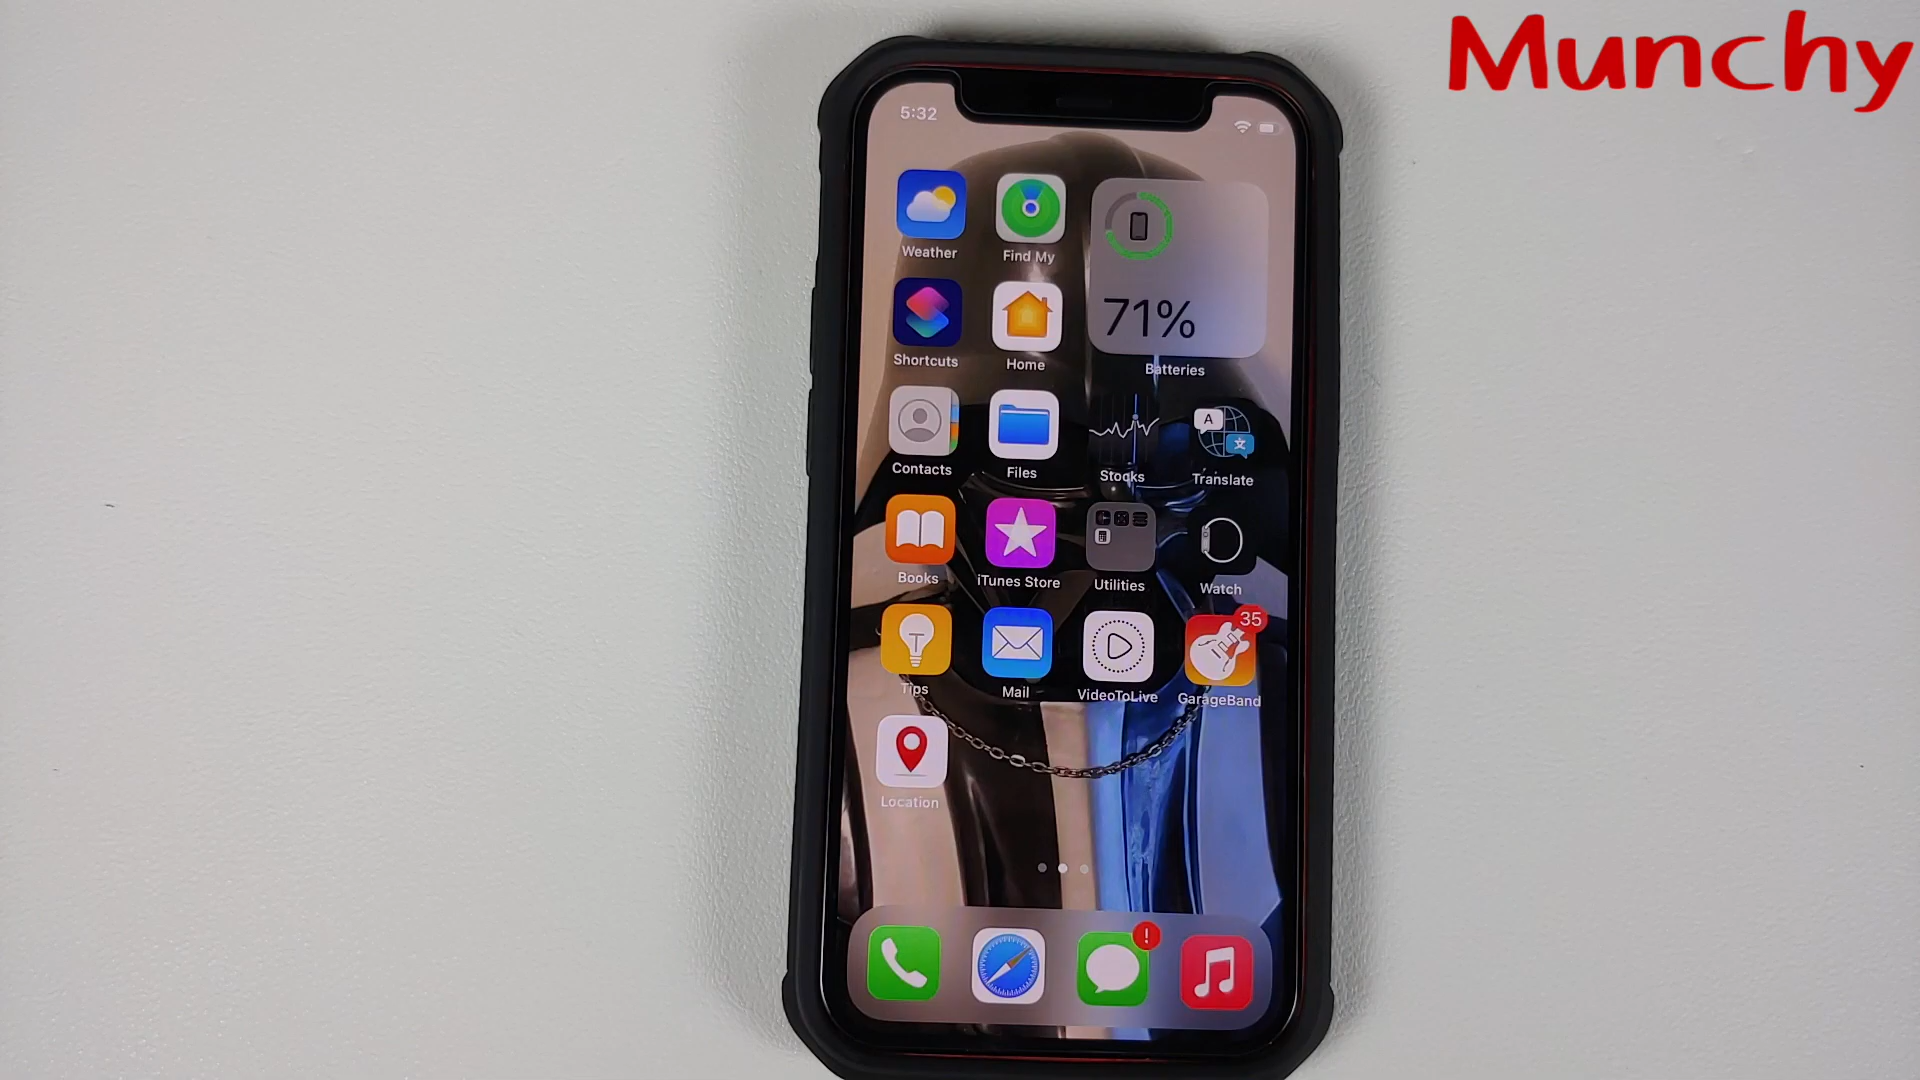 Munchy
5:32
Weather
Find My
71%
Shortcuts
Home
Batteries
A
文
Contacts
Files
Stocks
Translate
Books
iTunes Store
Utilities
Watch
35
Tips
Mail
VideoToLive
GarageBand
Location
!